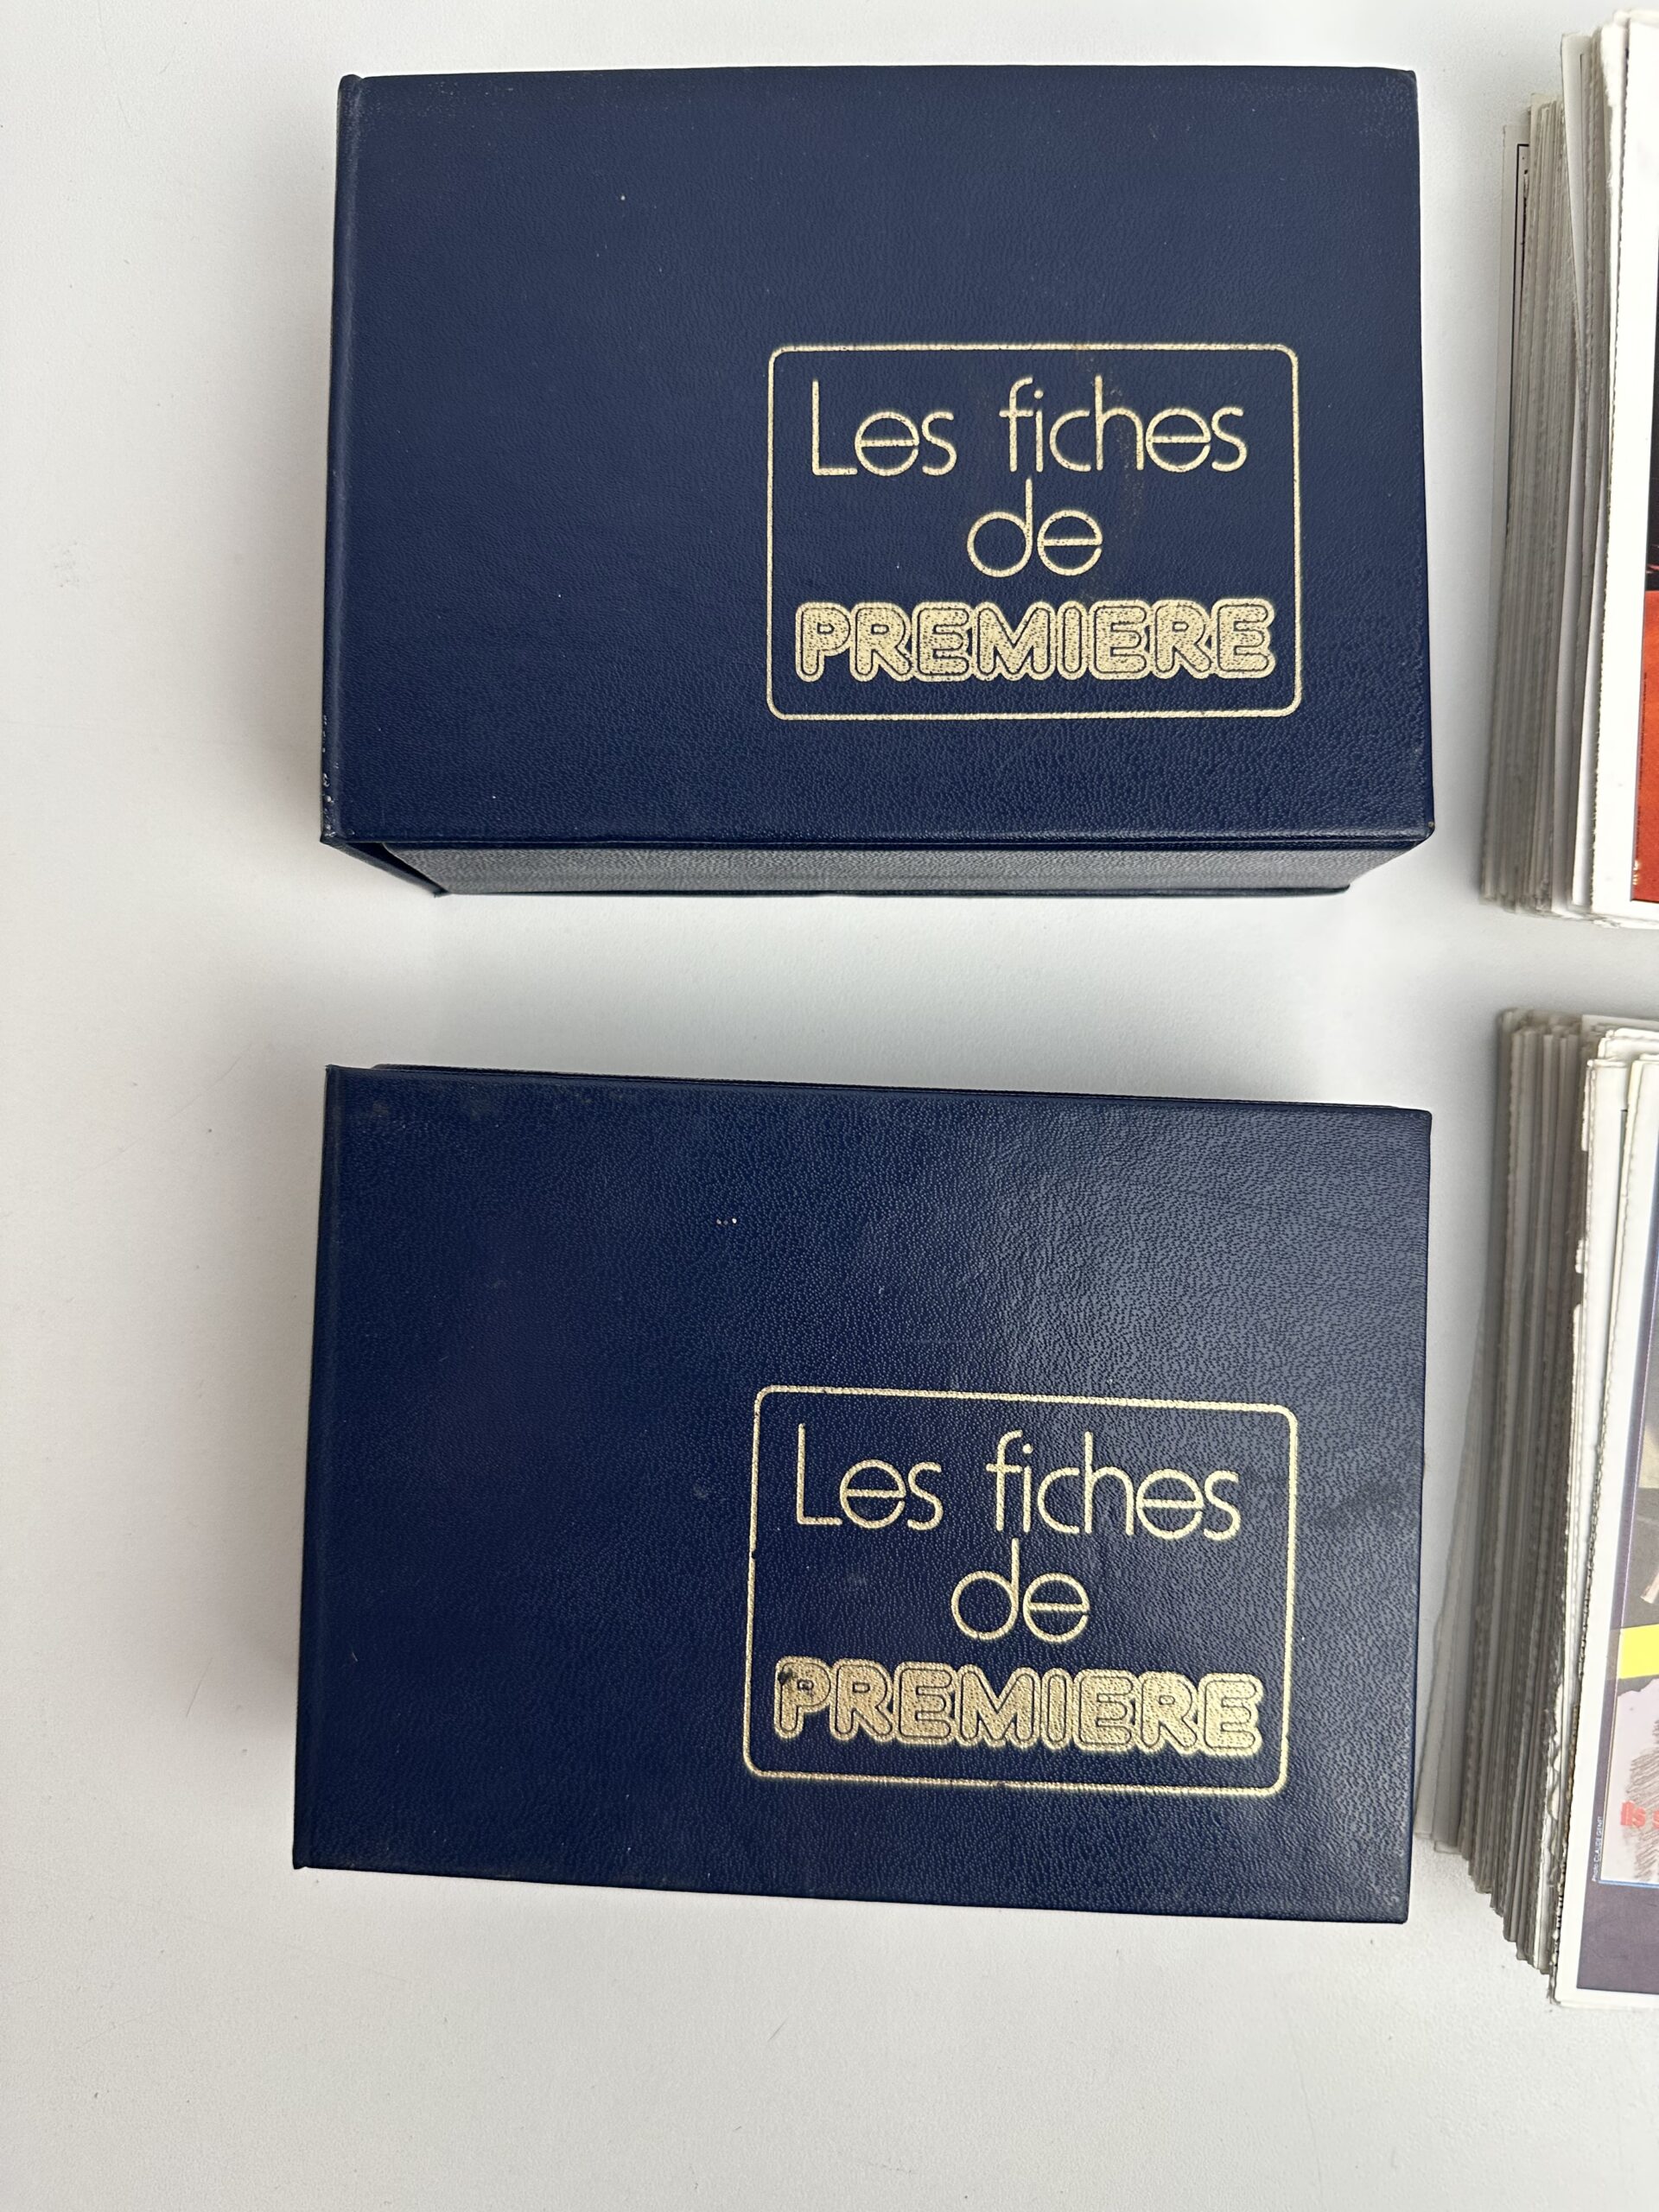 Les fiches
de
PREMIERE
Les fiches
de
PREMIERE